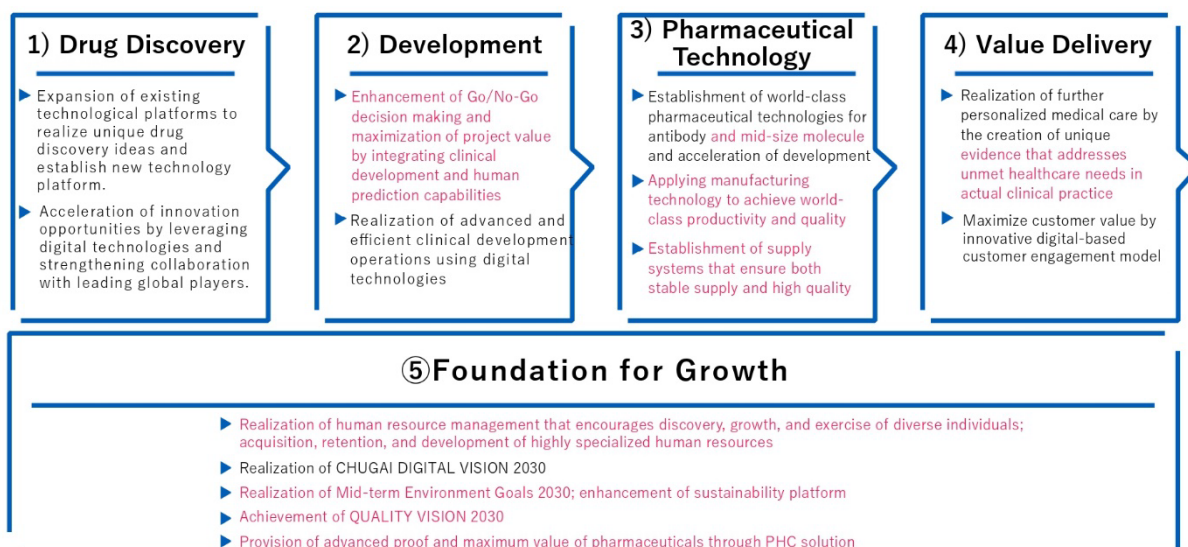 1) Drug Discovery
▶ Expansion of existing
technological platforms to
realize unique drug
discovery ideas and
establish new technology
platform.
▶ Acceleration of innovation
opportunities by leveraging
digital technologies and
strengthening collaboration
with leading global players.
2) Development
▶ Enhancement of Go/No-Go
decision making and
maximization of project value
by integrating clinical
development and human
prediction capabilities
▶ Realization of advanced and
efficient clinical development
operations using digital
technologies
3) Pharmaceutical
Technology
▶ Establishment of world-class
pharmaceutical technologies for
antibody and mid-size molecule
and acceleration of development
▶ Applying manufacturing
technology to achieve world-
class productivity and quality
▶ Establishment of supply
systems that ensure both
stable supply and high quality
4) Value Delivery
▶ Realization of further
personalized medical care by
the creation of unique
evidence that addresses
unmet healthcare needs in
actual clinical practice
▶ Maximize customer value by
innovative digital-based
customer engagement model
⑤Foundation for Growth
▶ Realization of human resource management that encourages discovery, growth, and exercise of diverse individuals;
acquisition, retention, and development of highly specialized human resources
▶ Realization of CHUGAI DIGITAL VISION 2030
▶ Realization of Mid-term Environment Goals 2030; enhancement of sustainability platform
▶ Achievement of QUALITY VISION 2030
▶ Provision of advanced proof and maximum value of pharmaceuticals through PHC solution